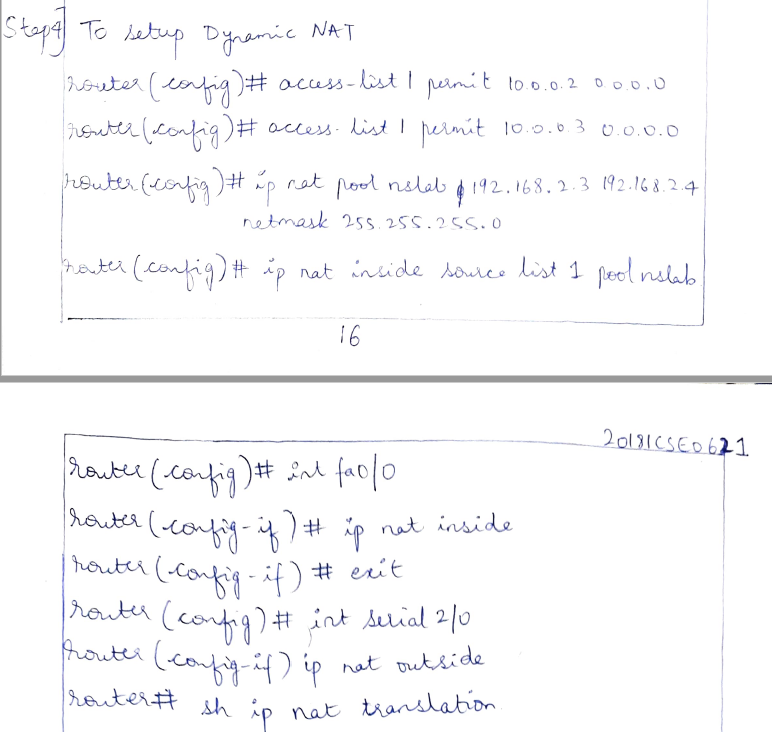 Step4] To setup Dynamic NAT
router(config)# access-list 1 permit 10.0.0.2 0.0.0.0
router(config)# access-list 1 permit 10.0.0.3 0.0.0.0
router(config)# ip nat pool nslab 192.168.2.3 192.168.2.4
netmask 255.255.255.0
router(config)# ip nat inside source list 1 pool nslab
16
20181CSE0621
router(config)# int fa0/0
router(config-if)# ip nat inside
router(config-if)# exit
router(config)# int serial 2/0
router(config-if) ip nat outside
router# sh ip nat translation